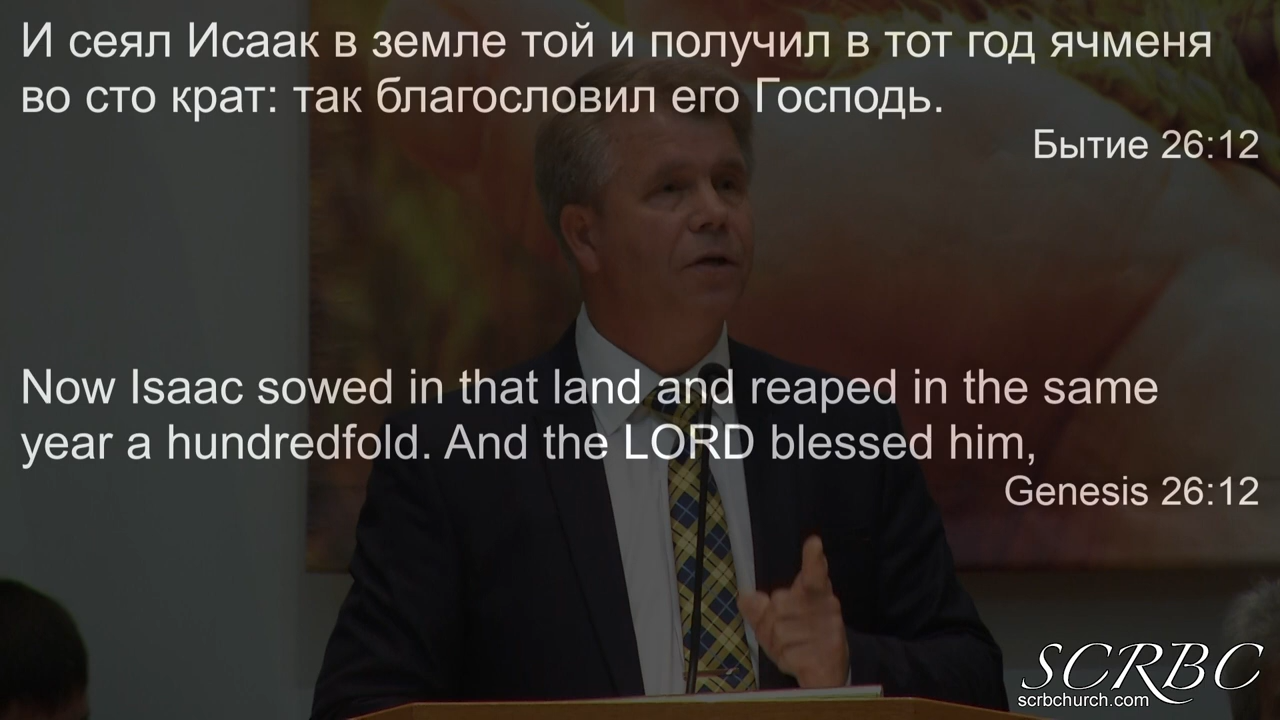 И сеял Исаак в земле той и получил в тот год ячменя
во сто крат: так благословил его Господь.
Бытие 26:12
Now Isaac sowed in that land and reaped in the same
year a hundredfold. And the LORD blessed him,
Genesis 26:12
SCRBC
scrbchurch.com